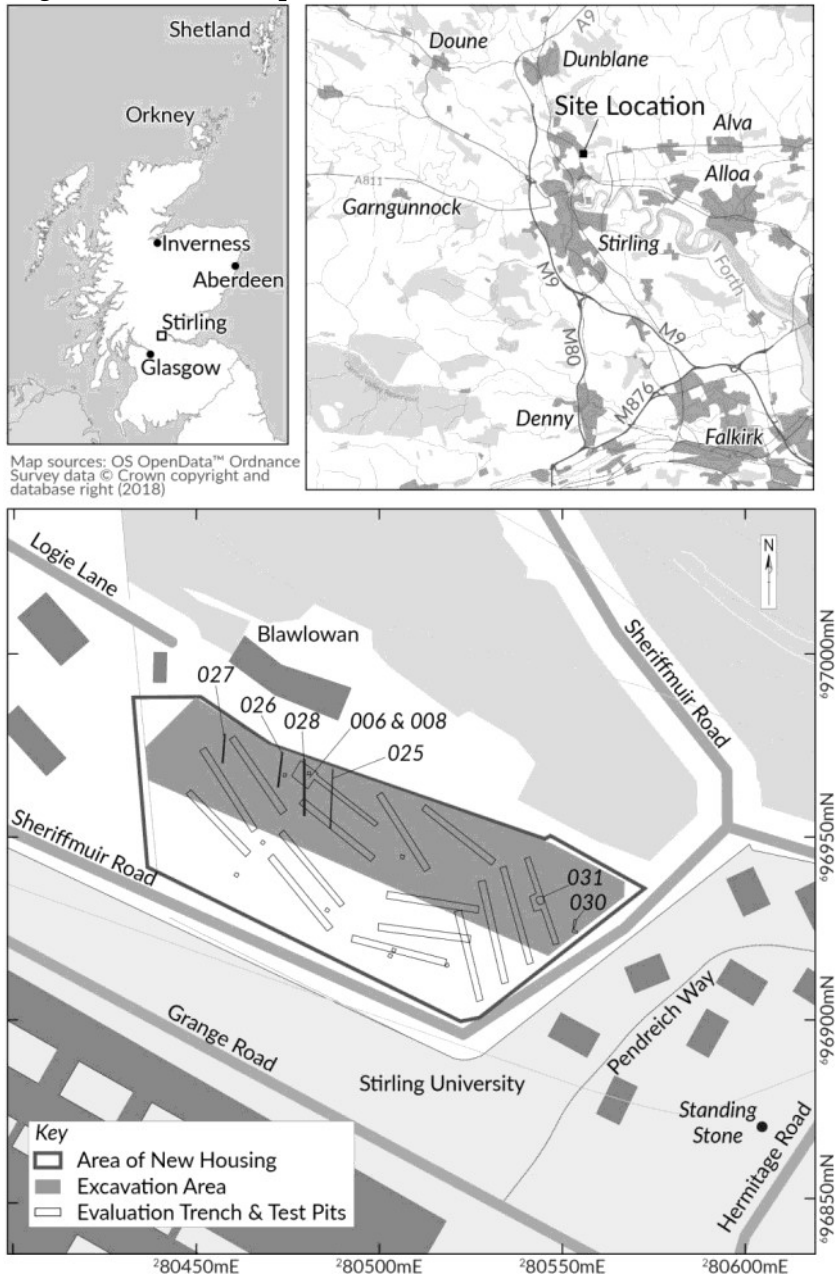 Shetland
Orkney
Inverness
Aberdeen
Stirling
Glasgow
Map sources: OS OpenData™ Ordnance
Survey data © Crown copyright and
database right (2018)
Doune
A9
Dunblane
Site Location
Alva
A811
Alloa
Garngunnock
Stirling
Forth
M9
M80
M9
M876
Denny
Falkirk
Logie Lane
Blawlowan
N
Sheriffmuir Road
027
026
028
006 & 008
025
031
030
Sheriffmuir Road
Grange Road
Stirling University
Pendreich Way
Standing
Stone
Hermitage Road
Key
Area of New Housing
Excavation Area
Evaluation Trench & Test Pits
⁶97000mN
⁶96950mN
⁶96900mN
⁶96850mN
²80450mE
²80500mE
²80550mE
²80600mE